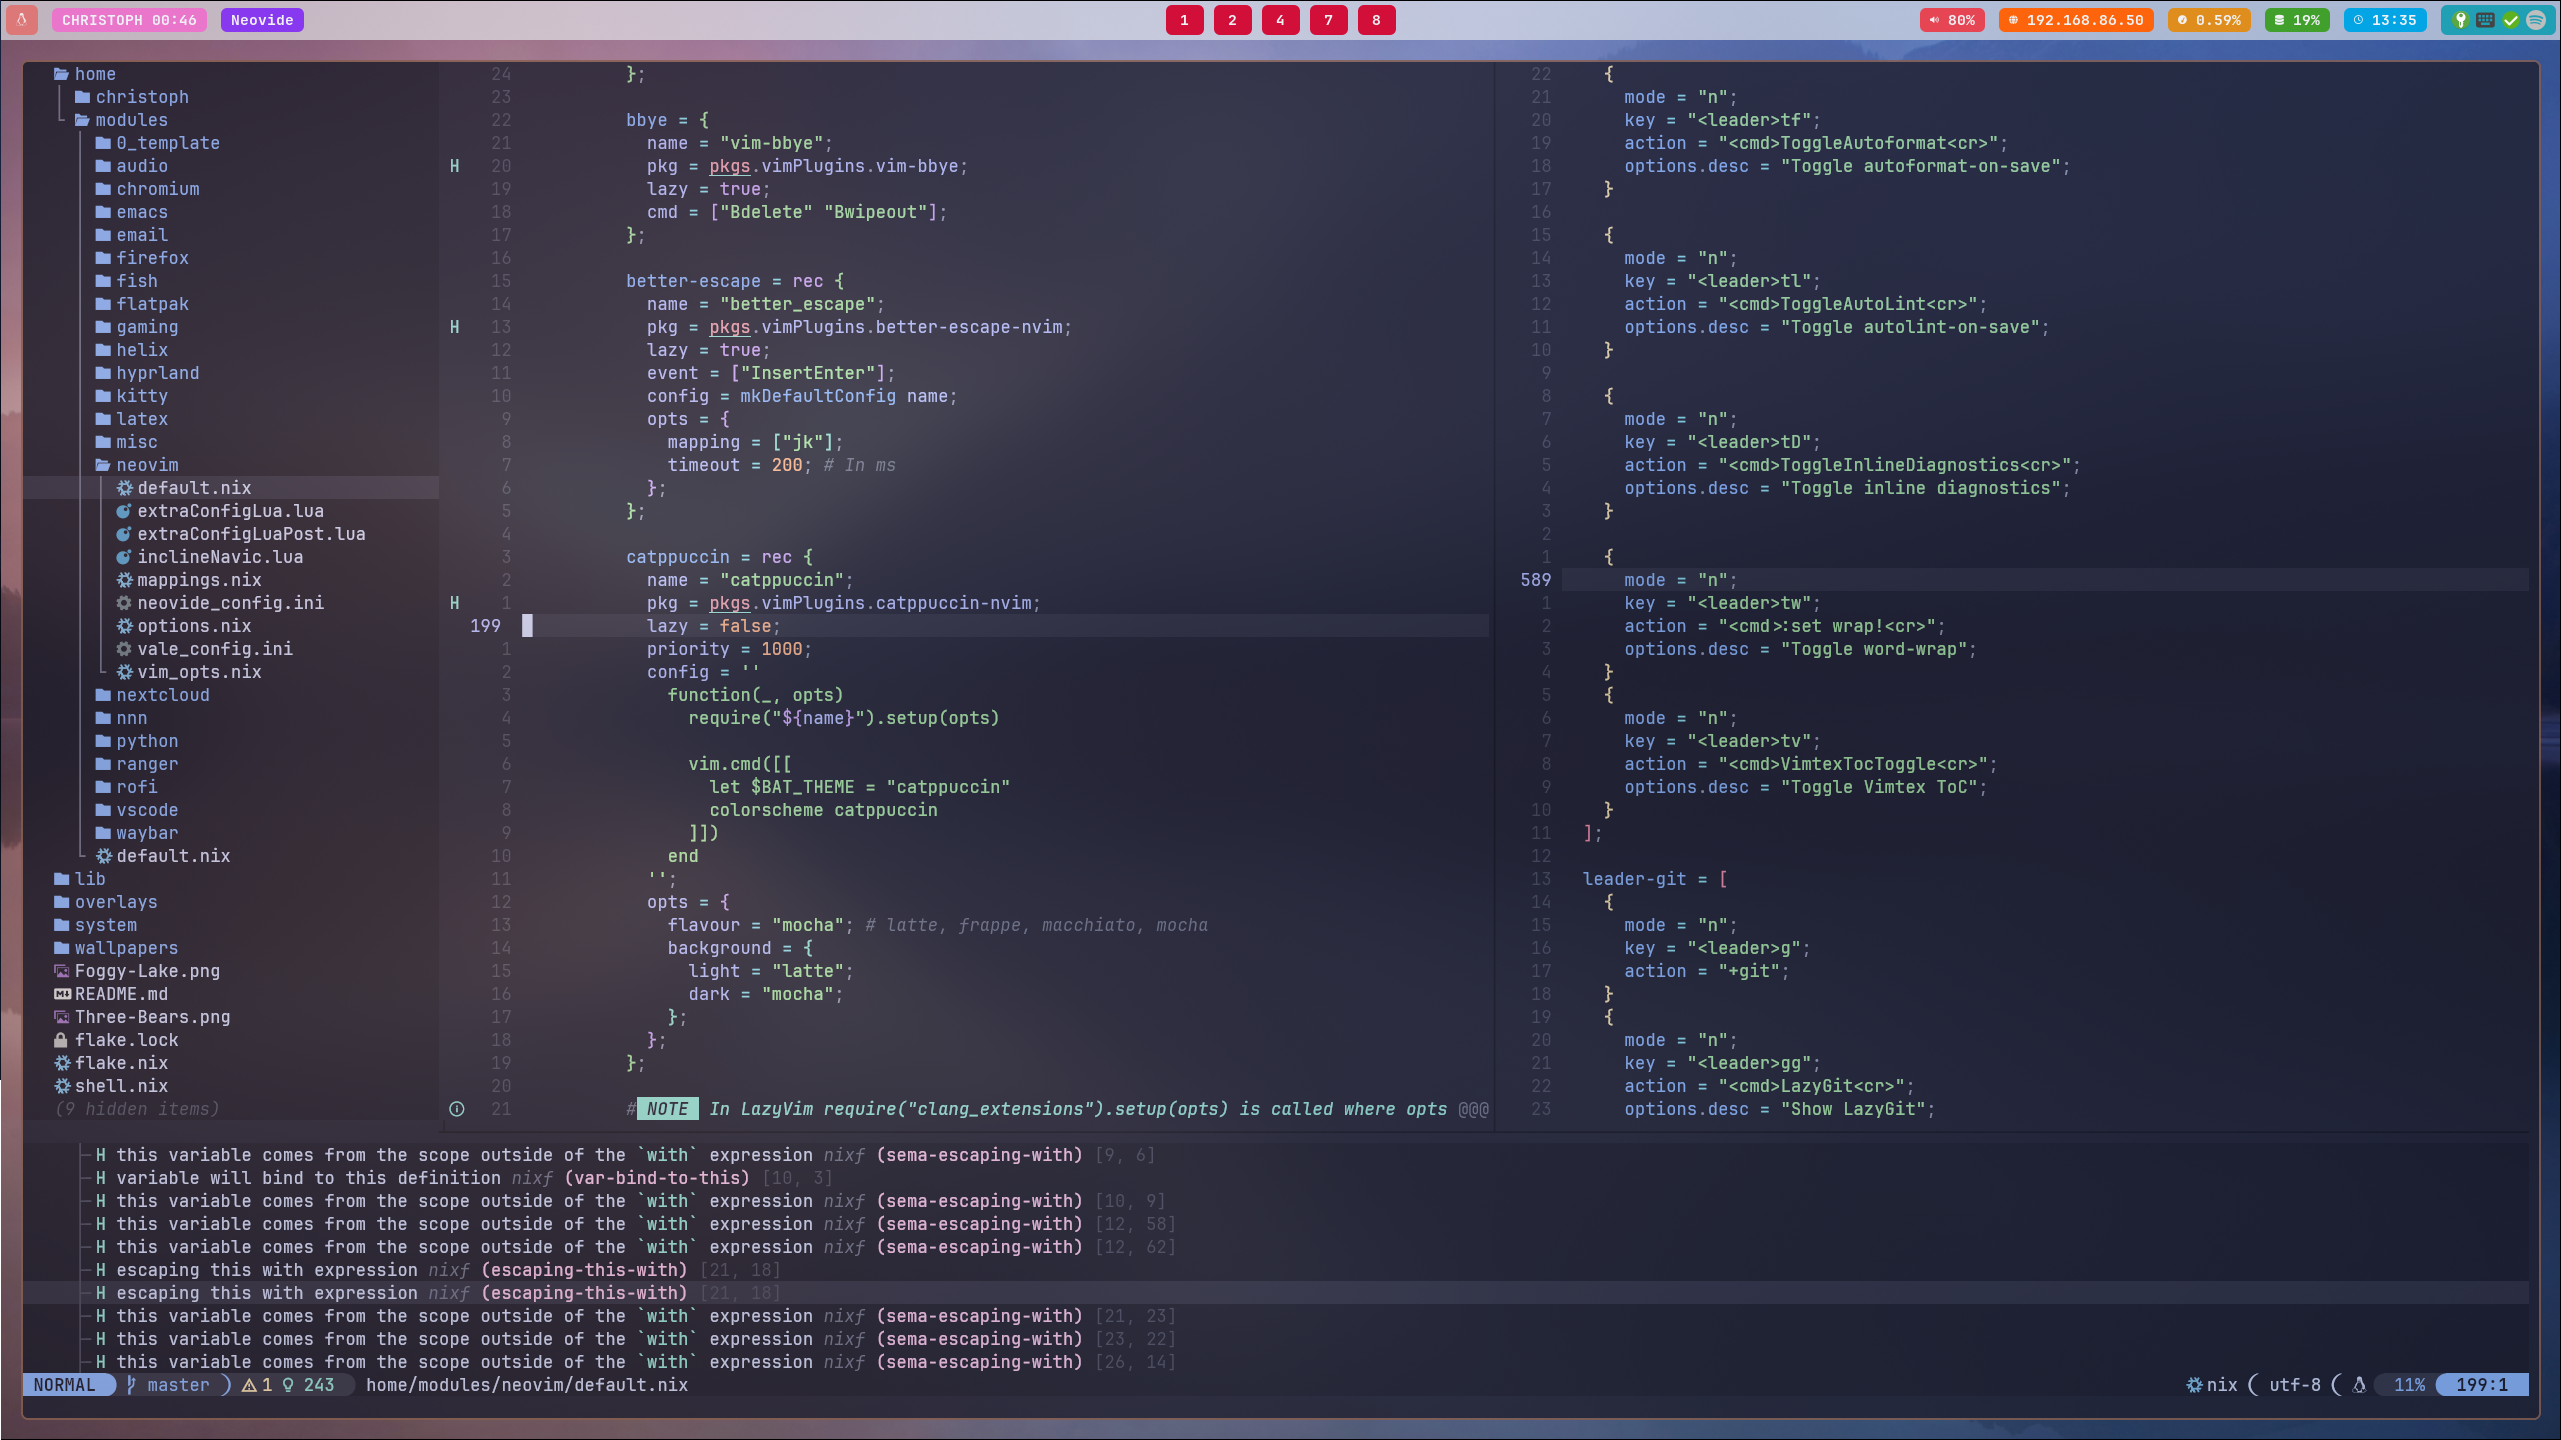 CHRISTOPH 00:46
Neovide
1 2 4 7 8
80%
192.168.86.50
0.59%
19%
13:35
home
christoph
modules
0_template
audio
chromium
emacs
email
firefox
fish
flatpak
gaming
helix
hyprland
kitty
latex
misc
neovim
default.nix
extraConfigLua.lua
extraConfigLuaPost.lua
inclineNavic.lua
mappings.nix
neovide_config.ini
options.nix
vale_config.ini
vim_opts.nix
nextcloud
nnn
python
ranger
rofi
vscode
waybar
default.nix
lib
overlays
system
wallpapers
Foggy-Lake.png
README.md
Three-Bears.png
flake.lock
flake.nix
shell.nix
(9 hidden items)
24 };
23
22 bbye = {
21 name = "vim-bbye";
H 20 pkg = pkgs.vimPlugins.vim-bbye;
19 lazy = true;
18 cmd = ["Bdelete" "Bwipeout"];
17 };
16
15 better-escape = rec {
14 name = "better_escape";
H 13 pkg = pkgs.vimPlugins.better-escape-nvim;
12 lazy = true;
11 event = ["InsertEnter"];
10 config = mkDefaultConfig name;
9 opts = {
8 mapping = ["jk"];
7 timeout = 200; # In ms
6 };
5 };
4
3 catppuccin = rec {
2 name = "catppuccin";
H 1 pkg = pkgs.vimPlugins.catppuccin-nvim;
199 lazy = false;
1 priority = 1000;
2 config = ''
3 function(_, opts)
4 require("${name}").setup(opts)
5
6 vim.cmd([[
7 let $BAT_THEME = "catppuccin"
8 colorscheme catppuccin
9 ]])
10 end
11 '';
12 opts = {
13 flavour = "mocha"; # latte, frappe, macchiato, mocha
14 background = {
15 light = "latte";
16 dark = "mocha";
17 };
18 };
19 };
20
21 # NOTE In LazyVim require("clang_extensions").setup(opts) is called where opts @@@
22 {
21 mode = "n";
20 key = "<leader>tf";
19 action = "<cmd>ToggleAutoformat<cr>";
18 options.desc = "Toggle autoformat-on-save";
17 }
16
15 {
14 mode = "n";
13 key = "<leader>tl";
12 action = "<cmd>ToggleAutoLint<cr>";
11 options.desc = "Toggle autolint-on-save";
10 }
9
8 {
7 mode = "n";
6 key = "<leader>tD";
5 action = "<cmd>ToggleInlineDiagnostics<cr>";
4 options.desc = "Toggle inline diagnostics";
3 }
2
1 {
589 mode = "n";
1 key = "<leader>tw";
2 action = "<cmd>:set wrap!<cr>";
3 options.desc = "Toggle word-wrap";
4 }
5 {
6 mode = "n";
7 key = "<leader>tv";
8 action = "<cmd>VimtexTocToggle<cr>";
9 options.desc = "Toggle Vimtex ToC";
10 }
11 ];
12
13 leader-git = [
14 {
15 mode = "n";
16 key = "<leader>g";
17 action = "+git";
18 }
19 {
20 mode = "n";
21 key = "<leader>gg";
22 action = "<cmd>LazyGit<cr>";
23 options.desc = "Show LazyGit";
H this variable comes from the scope outside of the `with` expression nixf (sema-escaping-with) [9, 6]
H variable will bind to this definition nixf (var-bind-to-this) [10, 3]
H this variable comes from the scope outside of the `with` expression nixf (sema-escaping-with) [10, 9]
H this variable comes from the scope outside of the `with` expression nixf (sema-escaping-with) [12, 58]
H this variable comes from the scope outside of the `with` expression nixf (sema-escaping-with) [12, 62]
H escaping this with expression nixf (escaping-this-with) [21, 18]
H escaping this with expression nixf (escaping-this-with) [21, 18]
H this variable comes from the scope outside of the `with` expression nixf (sema-escaping-with) [21, 23]
H this variable comes from the scope outside of the `with` expression nixf (sema-escaping-with) [23, 22]
H this variable comes from the scope outside of the `with` expression nixf (sema-escaping-with) [26, 14]
NORMAL master 1 243 home/modules/neovim/default.nix nix utf-8 11% 199:1